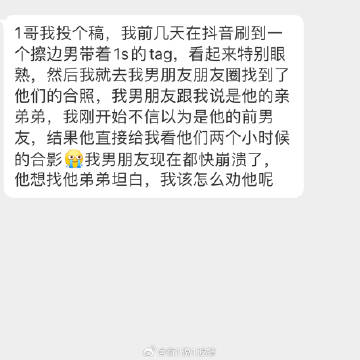 1哥我投个稿，我前几天在抖音刷到一
个擦边男带着1s的tag，看起来特别眼
熟，然后我就去我男朋友朋友圈找到了
他们的合照，我男朋友跟我说是他的亲
弟弟，我刚开始不信以为是他的前男
友，结果他直接给我看他们两个小时候
的合影😭我男朋友现在都快崩溃了，
他想找他弟弟坦白，我该怎么劝他呢